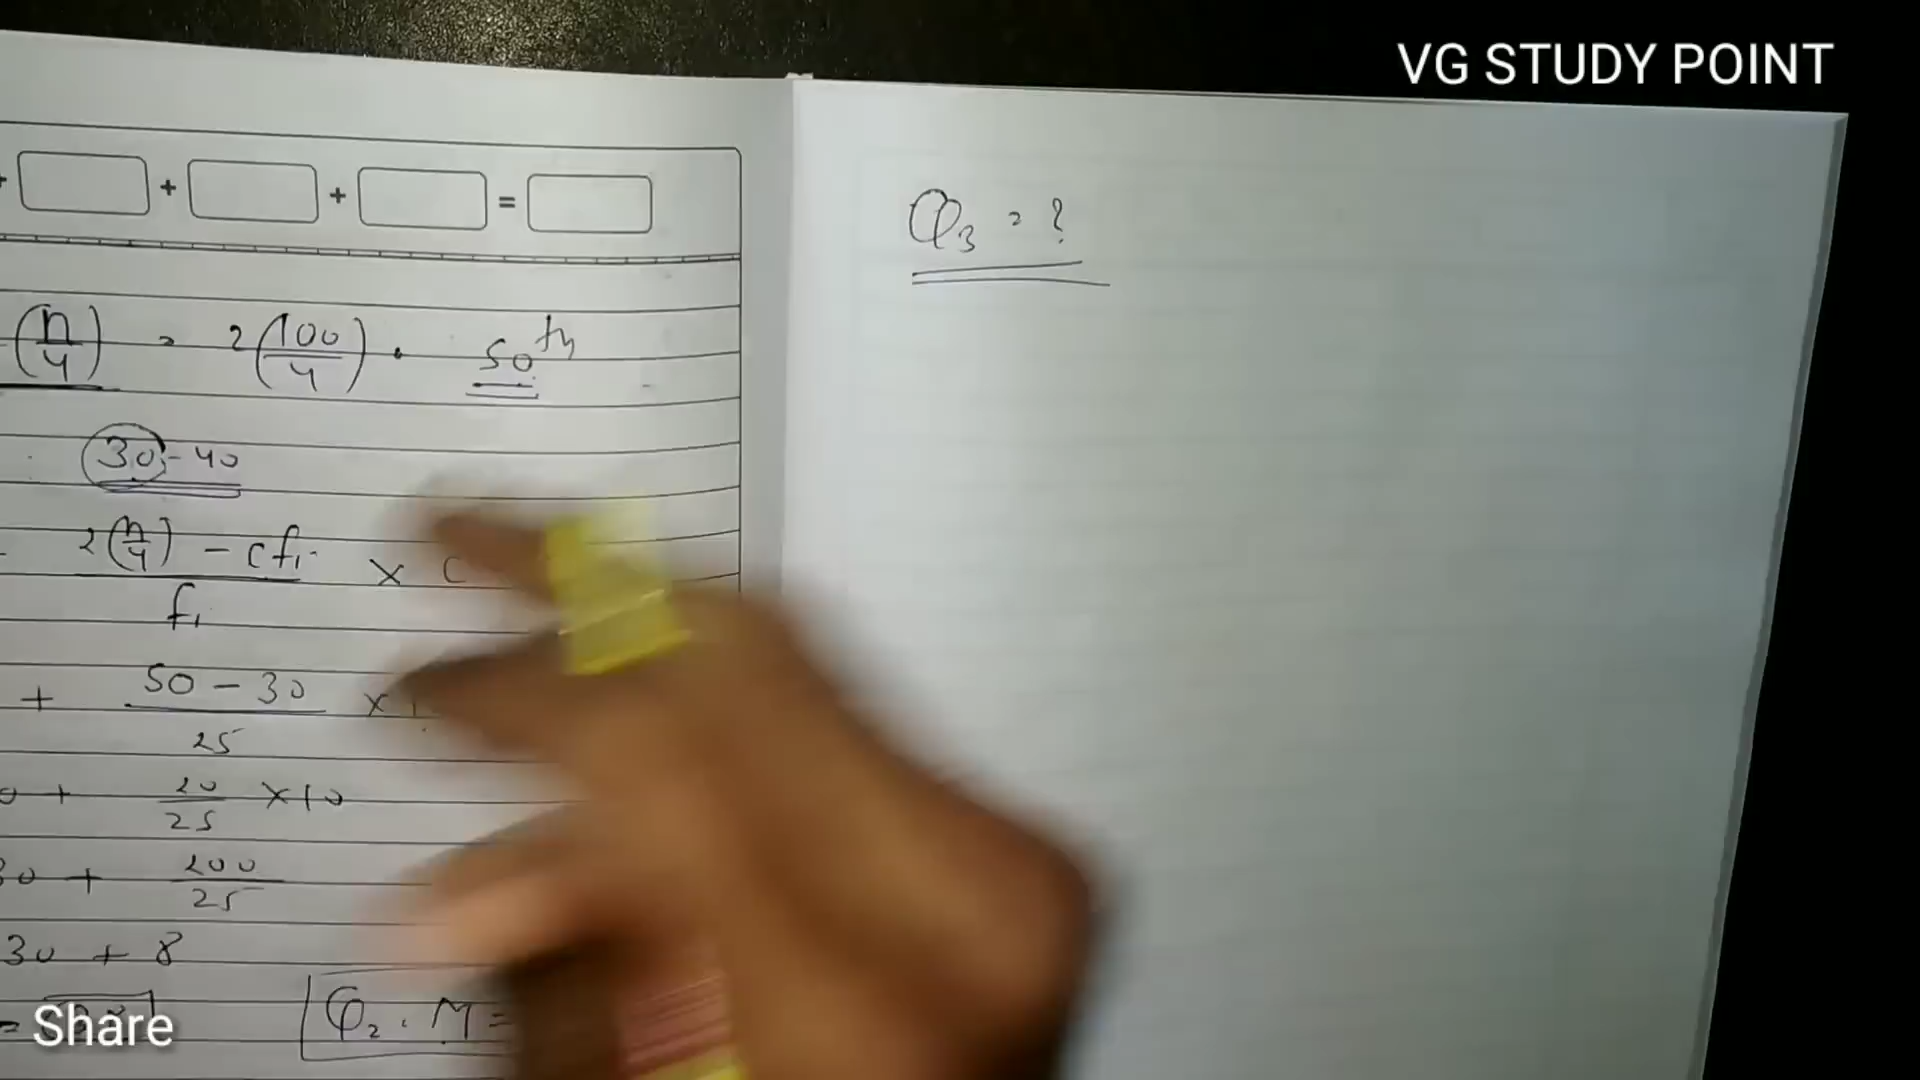 VG STUDY POINT
+ + + =
(n/4) = 2(100/4) = 50th
30-40
2(n/4) - cf1 × c
f1
+ 50 - 30 ×
25
+ 20/25 ×10
30 + 200/25
30 + 8
=
Q2 = M =
Q3 = ?
Share